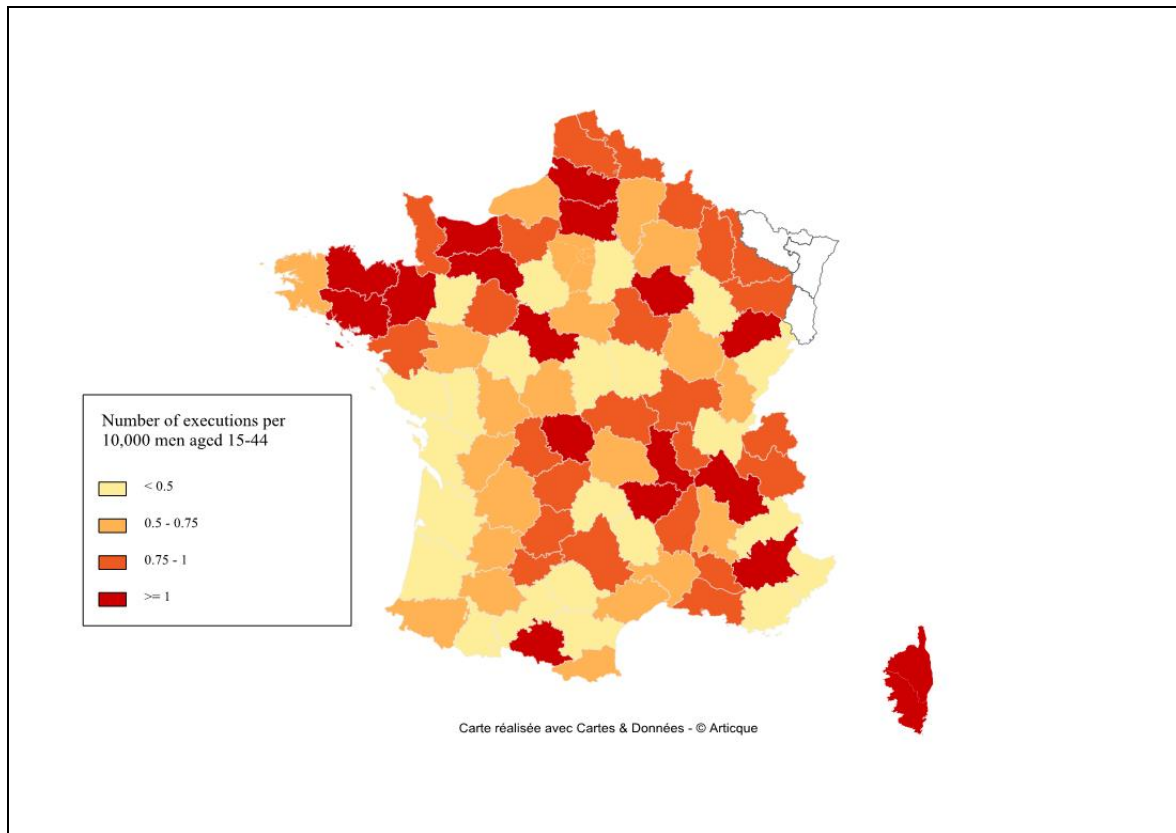 Number of executions per
10,000 men aged 15-44
< 0.5
0.5 - 0.75
0.75 - 1
>= 1
Carte réalisée avec Cartes & Données - © Articque